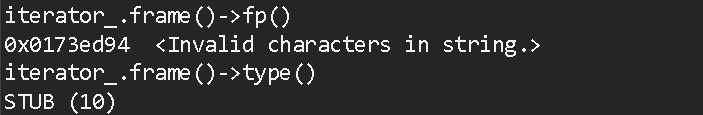 iterator_.frame()->fp()
0x0173ed94  <Invalid characters in string.>
iterator_.frame()->type()
STUB (10)